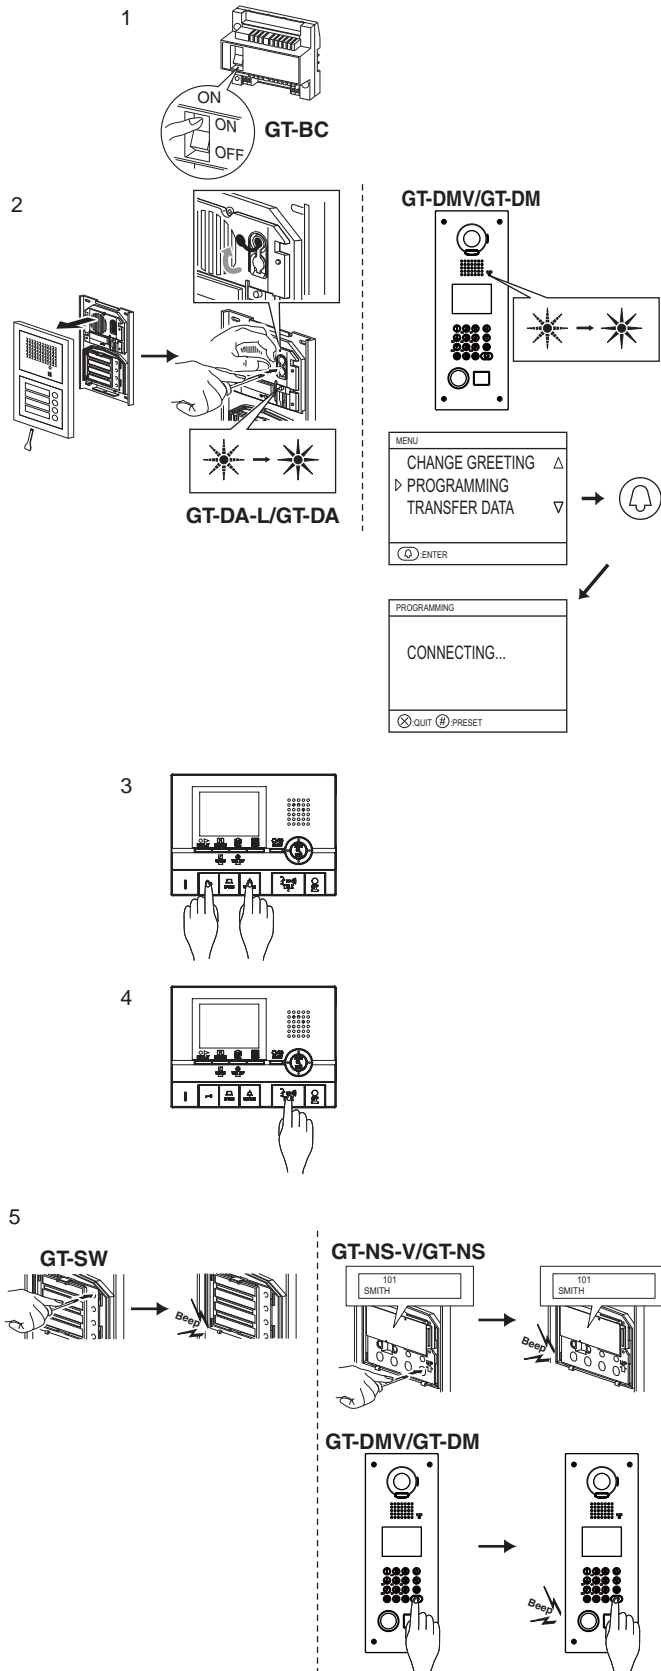 1
ON
ON
OFF
GT-BC
2
GT-DA-L/GT-DA
GT-DMV/GT-DM
MENU
CHANGE GREETING
PROGRAMMING
TRANSFER DATA
:ENTER
PROGRAMMING
CONNECTING...
:QUIT #:PRESET
3
4
5
GT-SW
Beep
GT-NS-V/GT-NS
101
SMITH
101
SMITH
Beep
GT-DMV/GT-DM
Beep